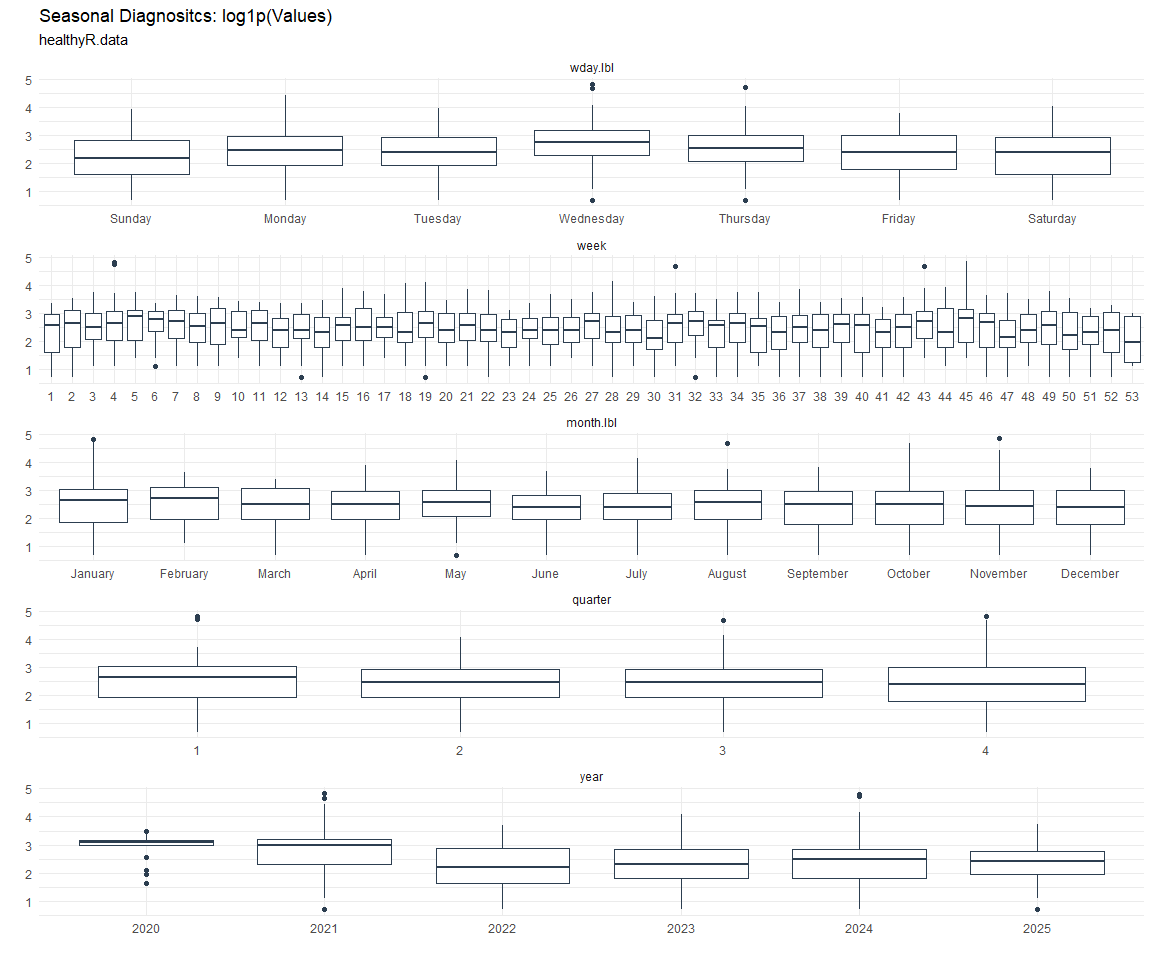 Seasonal Diagnositcs: log1p(Values)
healthyR.data
wday.lbl
5
4
3
2
1
Sunday Monday Tuesday Wednesday Thursday Friday Saturday
week
5
4
3
2
1
1 2 3 4 5 6 7 8 9 10 11 12 13 14 15 16 17 18 19 20 21 22 23 24 25 26 27 28 29 30 31 32 33 34 35 36 37 38 39 40 41 42 43 44 45 46 47 48 49 50 51 52 53
month.lbl
5
4
3
2
1
January February March April May June July August September October November December
quarter
5
4
3
2
1
1 2 3 4
year
5
4
3
2
1
2020 2021 2022 2023 2024 2025